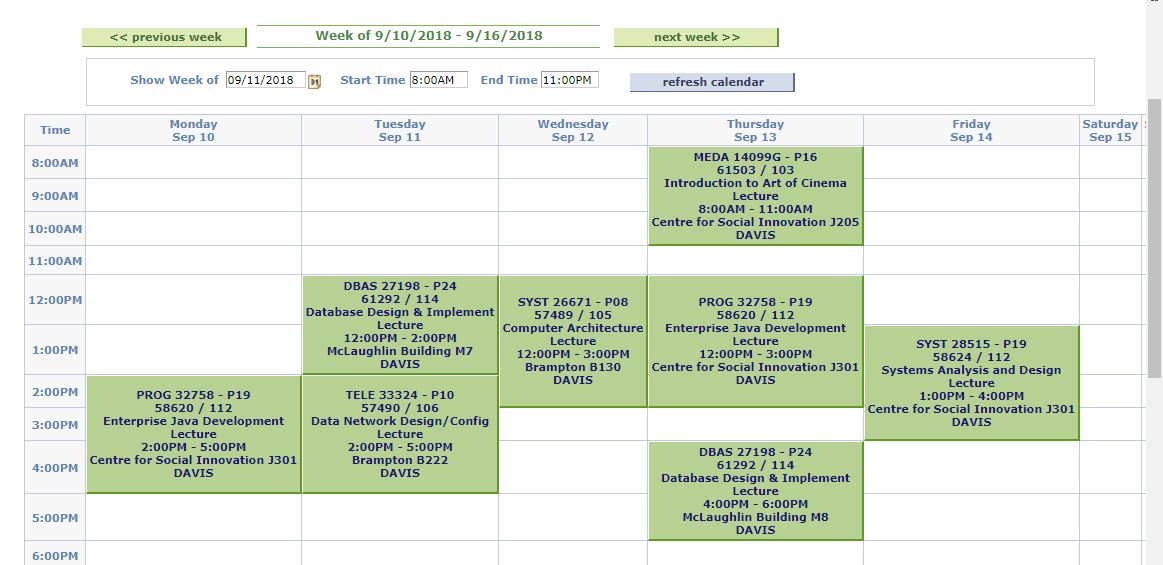 << previous week
Week of 9/10/2018 - 9/16/2018
next week >>
Show Week of 09/11/2018 31 Start Time 8:00AM End Time 11:00PM refresh calendar
Time
Monday
Sep 10
Tuesday
Sep 11
Wednesday
Sep 12
Thursday
Sep 13
Friday
Sep 14
Saturday
Sep 15
8:00AM
9:00AM
10:00AM
11:00AM
12:00PM
1:00PM
2:00PM
3:00PM
4:00PM
5:00PM
6:00PM
PROG 32758 - P19
58620 / 112
Enterprise Java Development
Lecture
2:00PM - 5:00PM
Centre for Social Innovation J301
DAVIS
DBAS 27198 - P24
61292 / 114
Database Design & Implement
Lecture
12:00PM - 2:00PM
McLaughlin Building M7
DAVIS
TELE 33324 - P10
57490 / 106
Data Network Design/Config
Lecture
2:00PM - 5:00PM
Brampton B222
DAVIS
SYST 26671 - P08
57489 / 105
Computer Architecture
Lecture
12:00PM - 3:00PM
Brampton B130
DAVIS
MEDA 14099G - P16
61503 / 103
Introduction to Art of Cinema
Lecture
8:00AM - 11:00AM
Centre for Social Innovation J205
DAVIS
PROG 32758 - P19
58620 / 112
Enterprise Java Development
Lecture
12:00PM - 3:00PM
Centre for Social Innovation J301
DAVIS
DBAS 27198 - P24
61292 / 114
Database Design & Implement
Lecture
4:00PM - 6:00PM
McLaughlin Building M8
DAVIS
SYST 28515 - P19
58624 / 112
Systems Analysis and Design
Lecture
1:00PM - 4:00PM
Centre for Social Innovation J301
DAVIS